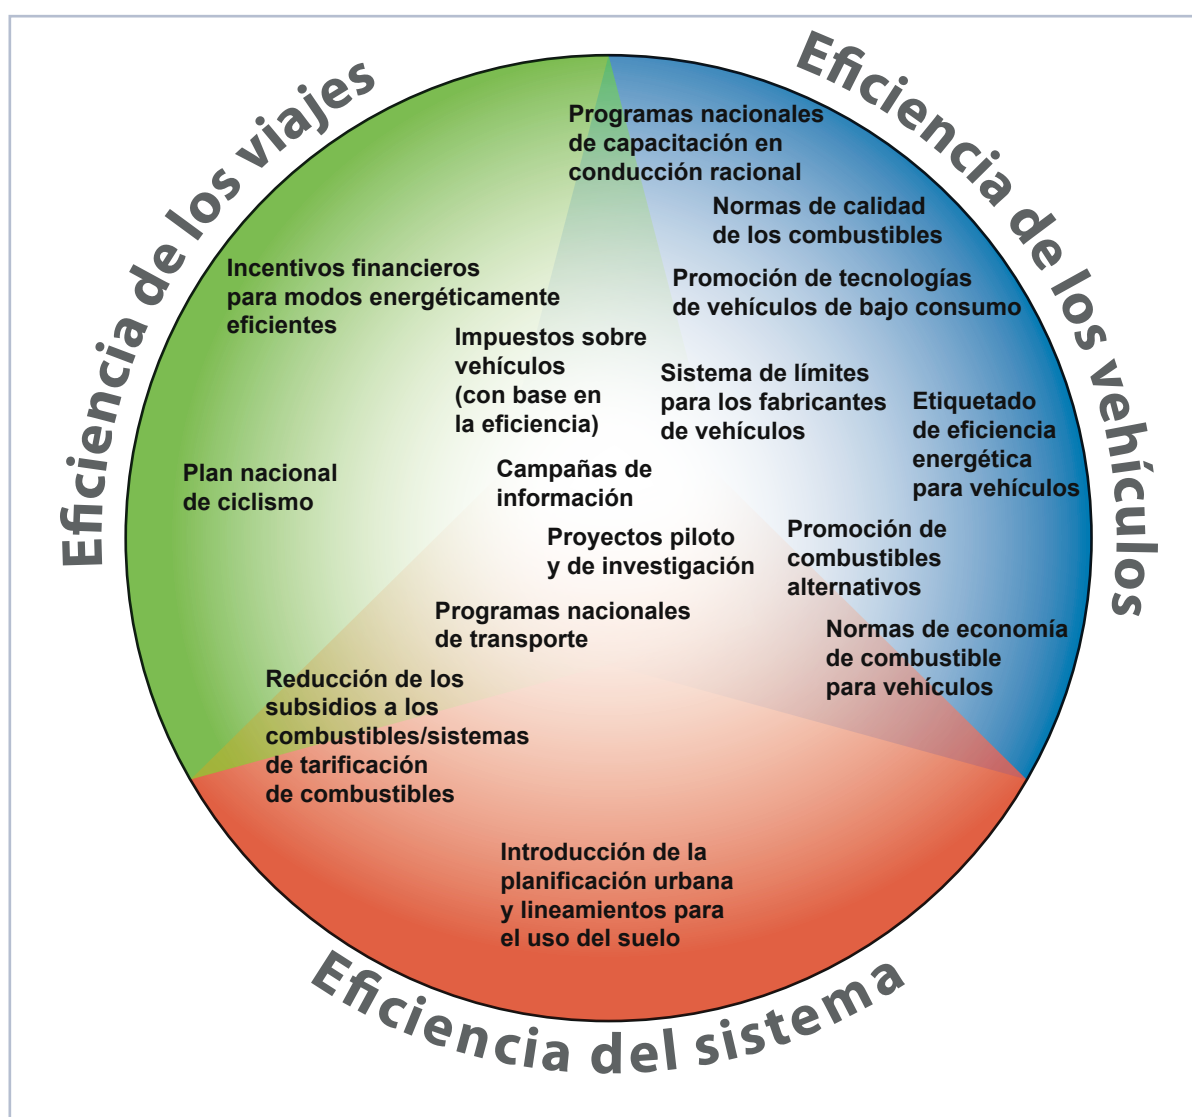 Eficiencia de los viajes
Eficiencia de los vehículos
Programas nacionales
de capacitación en
conducción racional
Normas de calidad
de los combustibles
Incentivos financieros
para modos energéticamente
eficientes
Promoción de tecnologías
de vehículos de bajo consumo
Impuestos sobre
vehículos
(con base en
la eficiencia)
Sistema de límites
para los fabricantes
de vehículos
Etiquetado
de eficiencia
energética
para vehículos
Plan nacional
de ciclismo
Campañas de
información
Proyectos piloto
y de investigación
Promoción de
combustibles
alternativos
Programas nacionales
de transporte
Normas de economía
de combustible
para vehículos
Reducción de los
subsidios a los
combustibles/sistemas
de tarificación
de combustibles
Introducción de la
planificación urbana
y lineamientos para
el uso del suelo
Eficiencia del sistema